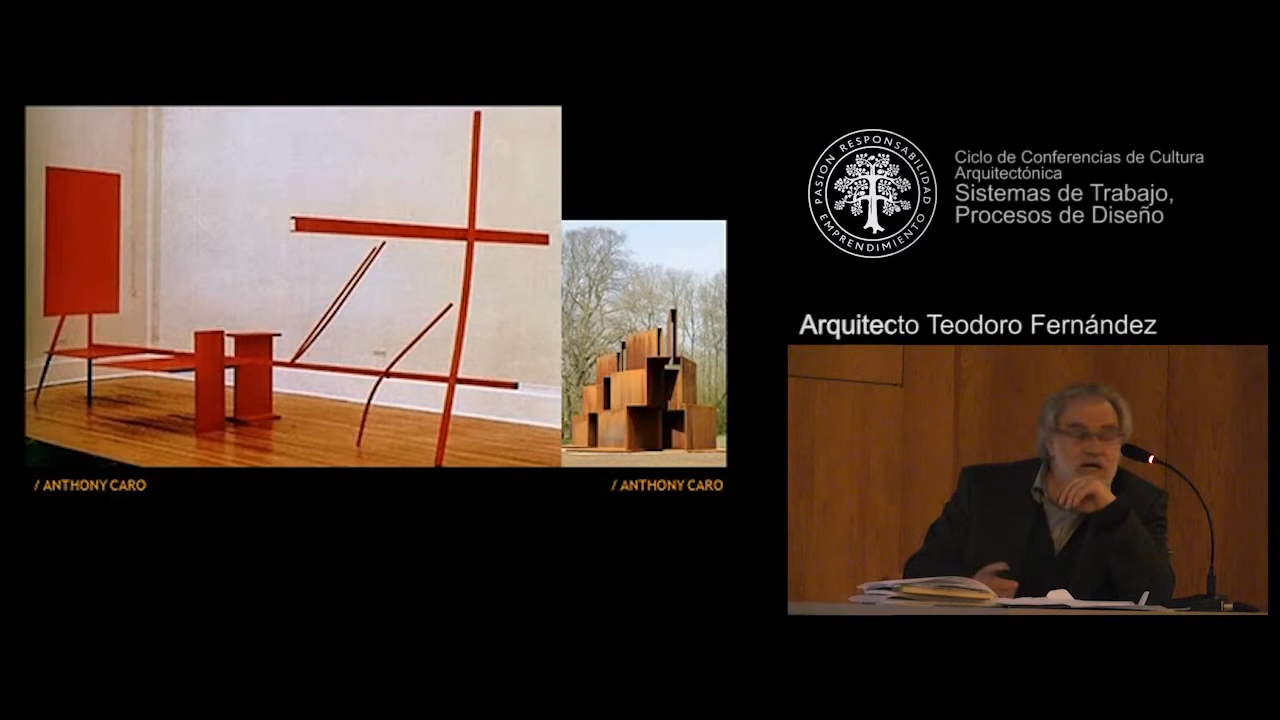 / ANTHONY CARO
/ ANTHONY CARO
PASION RESPONSABILIDAD
EMPRENDIMIENTO
Ciclo de Conferencias de Cultura
Arquitectónica
Sistemas de Trabajo,
Procesos de Diseño
Arquitecto Teodoro Fernández